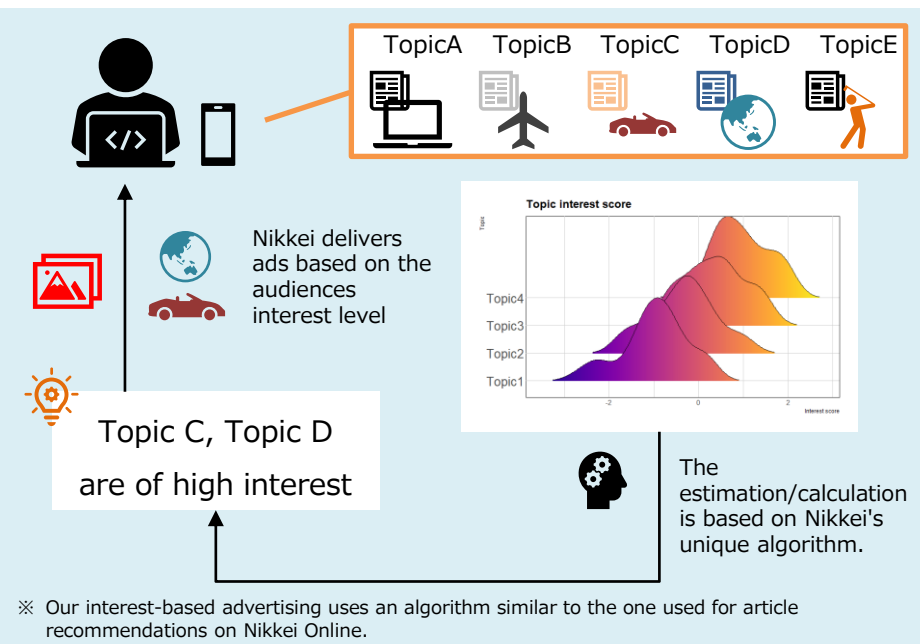 TopicA TopicB TopicC TopicD TopicE
</>
Nikkei delivers
ads based on the
audiences
interest level
Topic interest score
Topic
Topic4
Topic3
Topic2
Topic1
-2 0 2
Interest score
Topic C, Topic D
are of high interest
The
estimation/calculation
is based on Nikkei's
unique algorithm.
※ Our interest-based advertising uses an algorithm similar to the one used for article
recommendations on Nikkei Online.